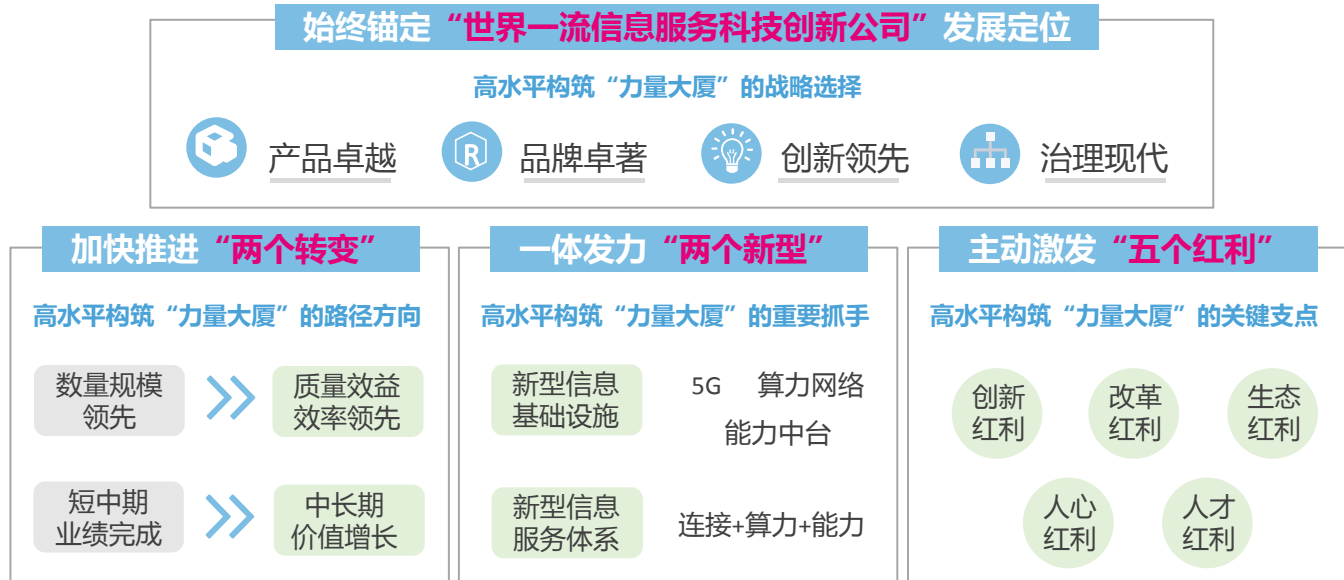 始终锚定“世界一流信息服务科技创新公司”发展定位
高水平构筑“力量大厦”的战略选择
产品卓越
R
品牌卓著
创新领先
治理现代
加快推进“两个转变”
高水平构筑“力量大厦”的路径方向
数量规模
领先
质量效益
效率领先
短中期
业绩完成
中长期
价值增长
一体发力“两个新型”
高水平构筑“力量大厦”的重要抓手
新型信息
基础设施
5G 算力网络
能力中台
新型信息
服务体系
连接+算力+能力
主动激发“五个红利”
高水平构筑“力量大厦”的关键支点
创新
红利
改革
红利
生态
红利
人心
红利
人才
红利